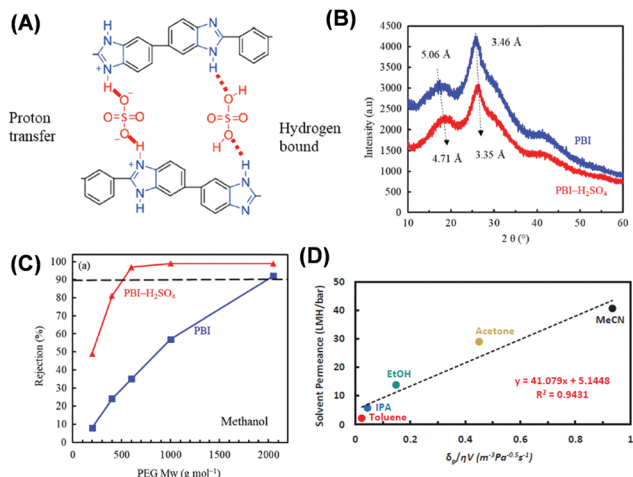 (A)
H
N
N
N
+
H
N
H
Proton
transfer
O
−
O=S=O
O
−
H
O
H
O=S=O
O
H
Hydrogen
bound
H
N
+
N
H
H
N
N
(B)
4500
4000
3500
3000
2500
2000
1500
1000
500
0
Intensity (a.u)
5.06 Å
3.46 Å
4.71 Å
3.35 Å
PBI
PBI–H₂SO₄
10 20 30 40 50 60
2 θ (°)
(C)
(a)
100
90
80
70
60
50
40
30
20
10
0
Rejection (%)
PBI–H₂SO₄
PBI
Methanol
0 500 1000 1500 2000
PEG Mw (g mol⁻¹)
(D)
50
40
30
20
10
0
Solvent Permeance (LMH/bar)
MeCN
Acetone
EtOH
IPA
Toluene
y = 41.079x + 5.1448
R² = 0.9431
0 0.2 0.4 0.6 0.8 1
δₚ/ηV (m⁻³Pa⁻⁰·⁵s⁻¹)